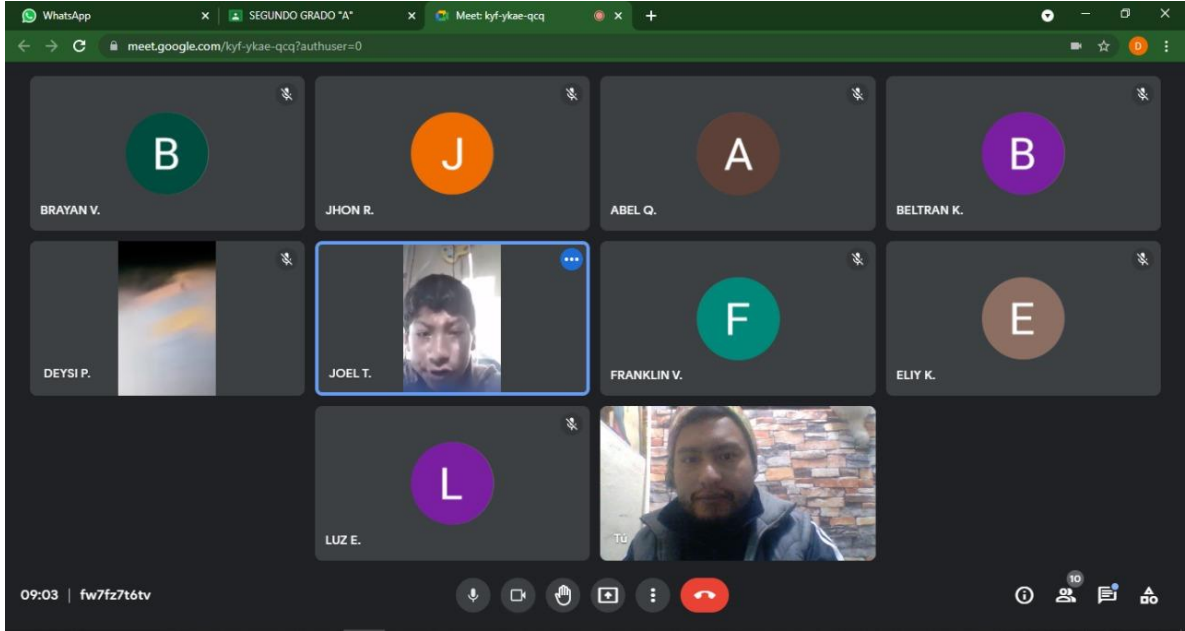 WhatsApp
SEGUNDO GRADO "A"
Meet: kyf-ykae-qcq
meet.google.com/kyf-ykae-qcq?authuser=0
D
B
BRAYAN V.
J
JHON R.
A
ABEL Q.
B
BELTRAN K.
DEYSI P.
JOEL T.
F
FRANKLIN V.
E
ELIY K.
L
LUZ E.
Tú
09:03 | fw7fz7t6tv
10